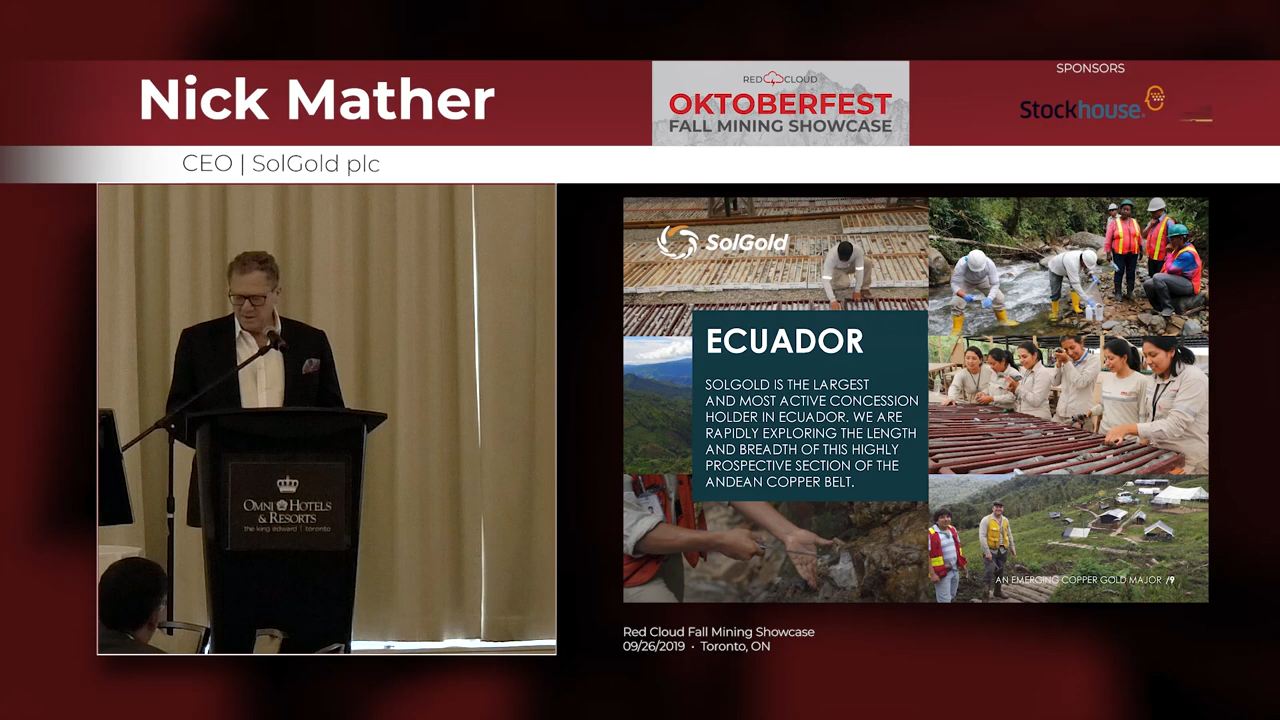 Nick Mather
CEO | SolGold plc
RED CLOUD
OKTOBERFEST
FALL MINING SHOWCASE
SPONSORS
Stockhouse
OMNI HOTELS
& RESORTS
the king edward | toronto
SolGold
ECUADOR
SOLGOLD IS THE LARGEST
AND MOST ACTIVE CONCESSION
HOLDER IN ECUADOR. WE ARE
RAPIDLY EXPLORING THE LENGTH
AND BREADTH OF THIS HIGHLY
PROSPECTIVE SECTION OF THE
ANDEAN COPPER BELT.
AN EMERGING COPPER GOLD MAJOR /9
Red Cloud Fall Mining Showcase
09/26/2019 • Toronto, ON